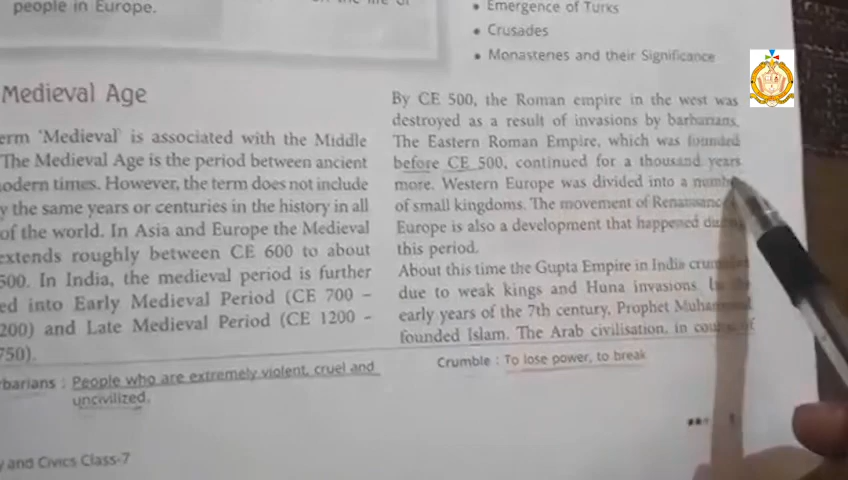 people in Europe.
Emergence of Turks
• Crusades
• Monasteries and their Significance
Medieval Age
erm 'Medieval' is associated with the Middle
The Medieval Age is the period between ancient
odern times. However, the term does not include
y the same years or centuries in the history in all
of the world. In Asia and Europe the Medieval
extends roughly between CE 600 to about
500. In India, the medieval period is further
ed into Early Medieval Period (CE 700 –
200) and Late Medieval Period (CE 1200 –
750).
By CE 500, the Roman empire in the west was
destroyed as a result of invasions by barbarians.
The Eastern Roman Empire, which was founded
before CE 500, continued for a thousand years
more. Western Europe was divided into a number
of small kingdoms. The movement of Renaissance
Europe is also a development that happened during
this period.
About this time the Gupta Empire in India crumbled
due to weak kings and Huna invasions. In the
early years of the 7th century, Prophet Muhammad
founded Islam. The Arab civilisation, in course of
rbarians : People who are extremely violent, cruel and
uncivilized.
Crumble : To lose power, to break
y and Civics Class-7